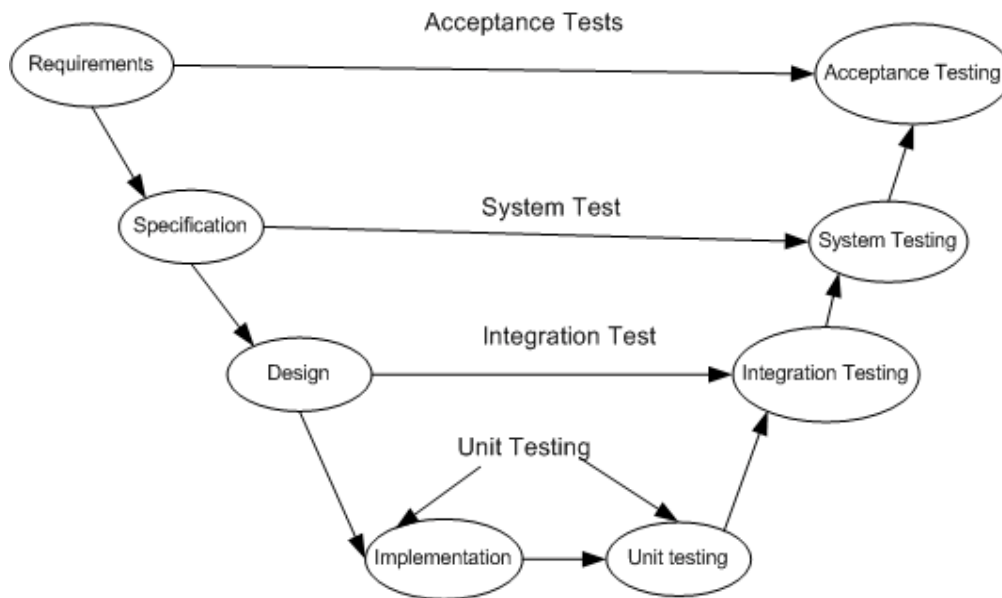 Acceptance Tests
Requirements
Acceptance Testing
System Test
Specification
System Testing
Integration Test
Design
Integration Testing
Unit Testing
Implementation
Unit testing